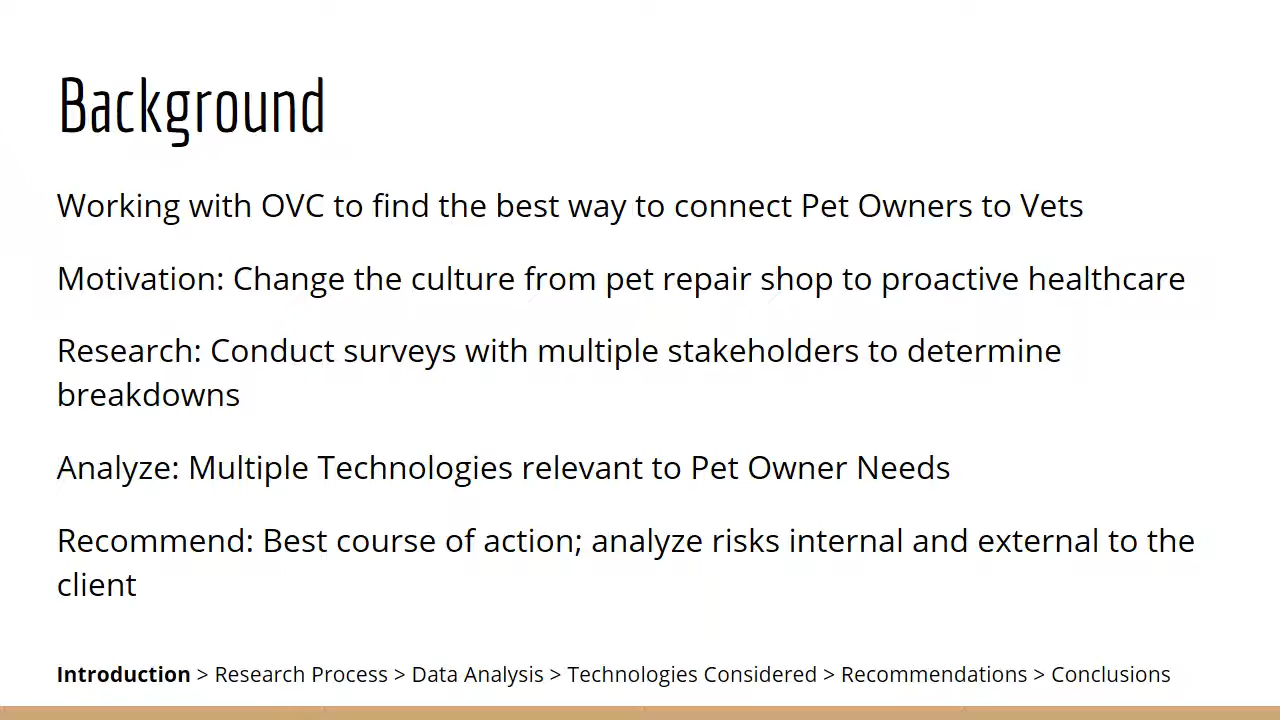 Background
Working with OVC to find the best way to connect Pet Owners to Vets
Motivation: Change the culture from pet repair shop to proactive healthcare
Research: Conduct surveys with multiple stakeholders to determine
breakdowns
Analyze: Multiple Technologies relevant to Pet Owner Needs
Recommend: Best course of action; analyze risks internal and external to the
client
Introduction > Research Process > Data Analysis > Technologies Considered > Recommendations > Conclusions